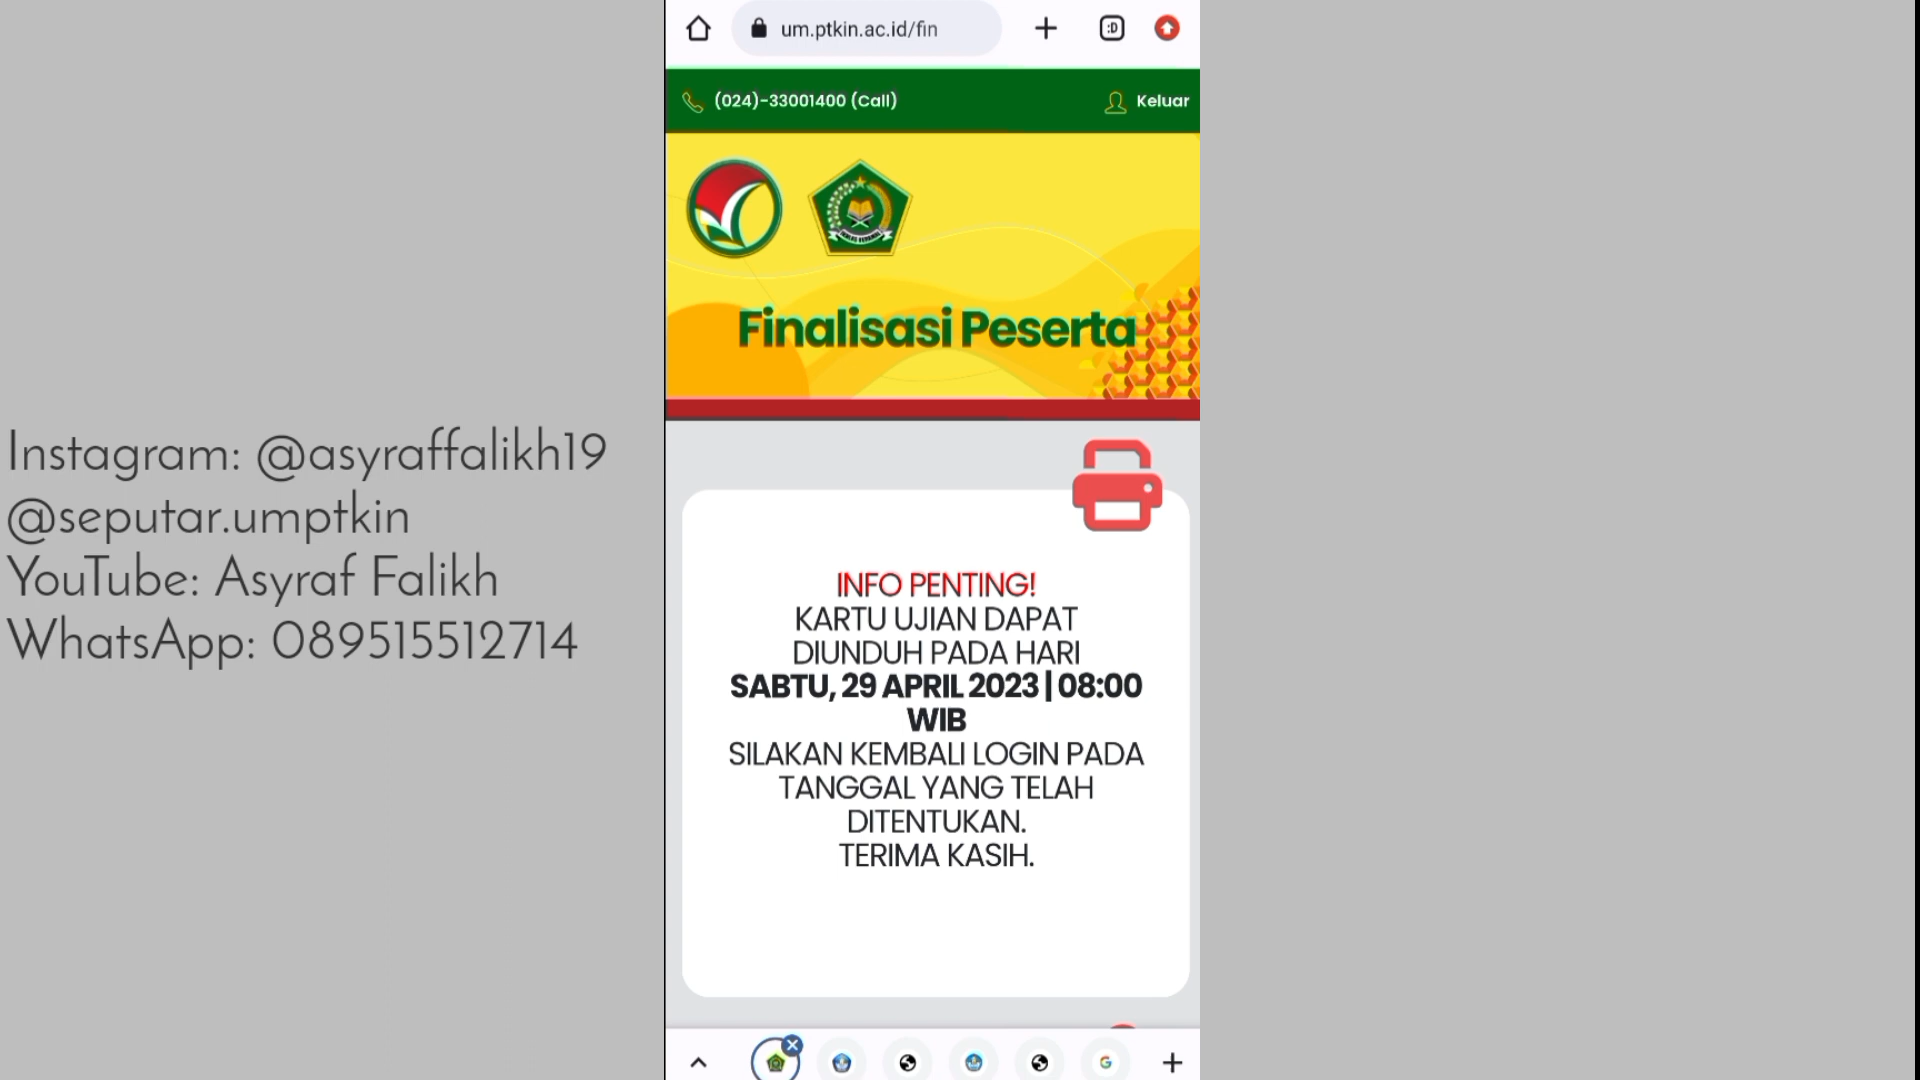 Instagram: @asyraffalikh19
@seputar.umptkin
YouTube: Asyraf Falikh
WhatsApp: 089515512714
um.ptkin.ac.id/fin
:D
(024)-33001400 (Call)
Keluar
Finalisasi Peserta
INFO PENTING!
KARTU UJIAN DAPAT
DIUNDUH PADA HARI
SABTU, 29 APRIL 2023 | 08:00
WIB
SILAKAN KEMBALI LOGIN PADA
TANGGAL YANG TELAH
DITENTUKAN.
TERIMA KASIH.